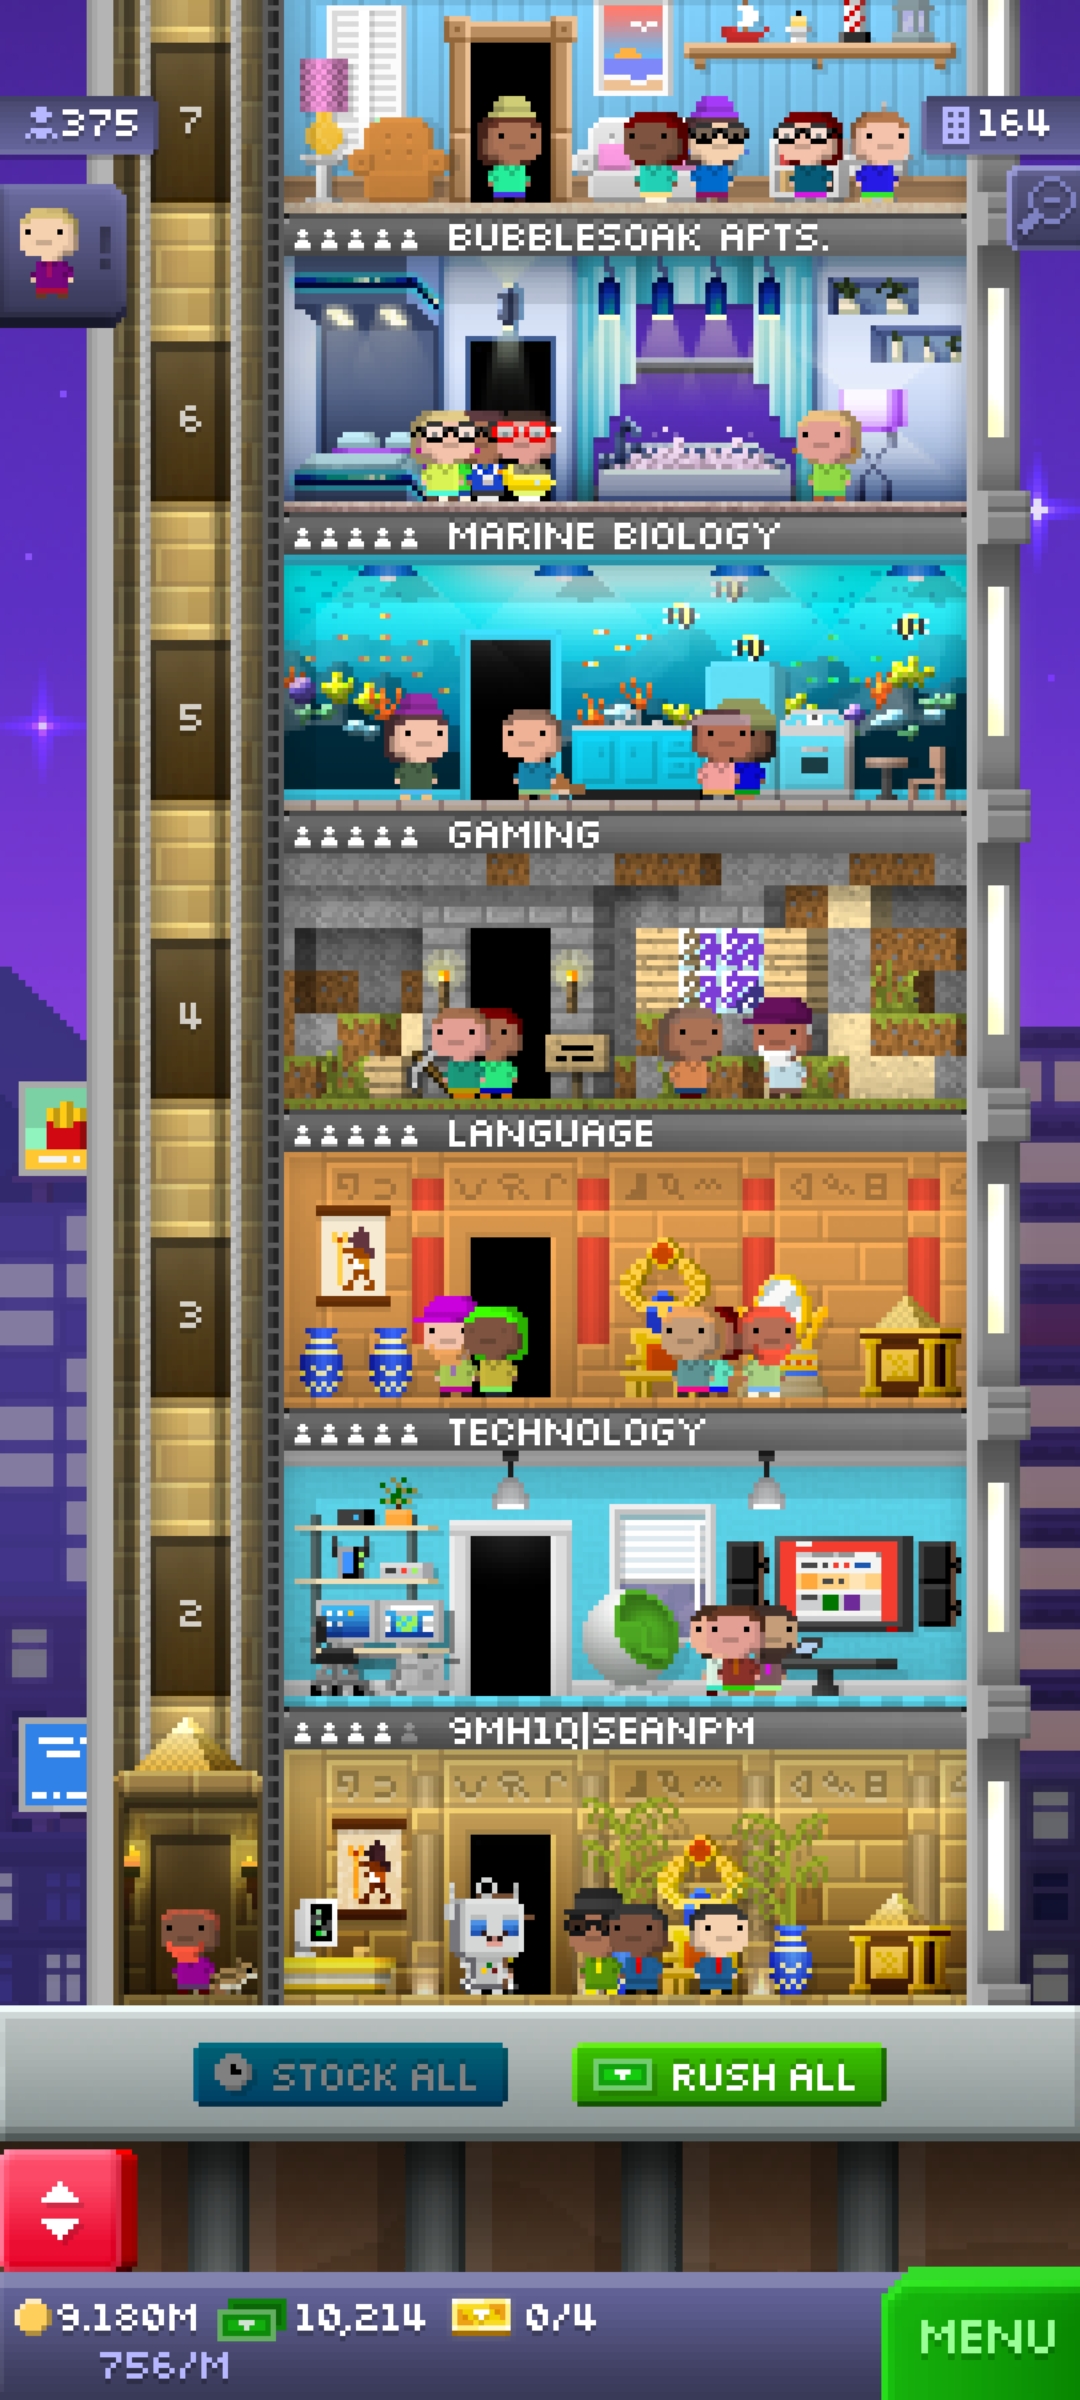 375
7
164
BUBBLESOAK APTS.
6
MARINE BIOLOGY
5
GAMING
4
LANGUAGE
3
TECHNOLOGY
2
9MH1Q|SEANPM
STOCK ALL
RUSH ALL
9.180M
10,214
0/4
756/M
MENU